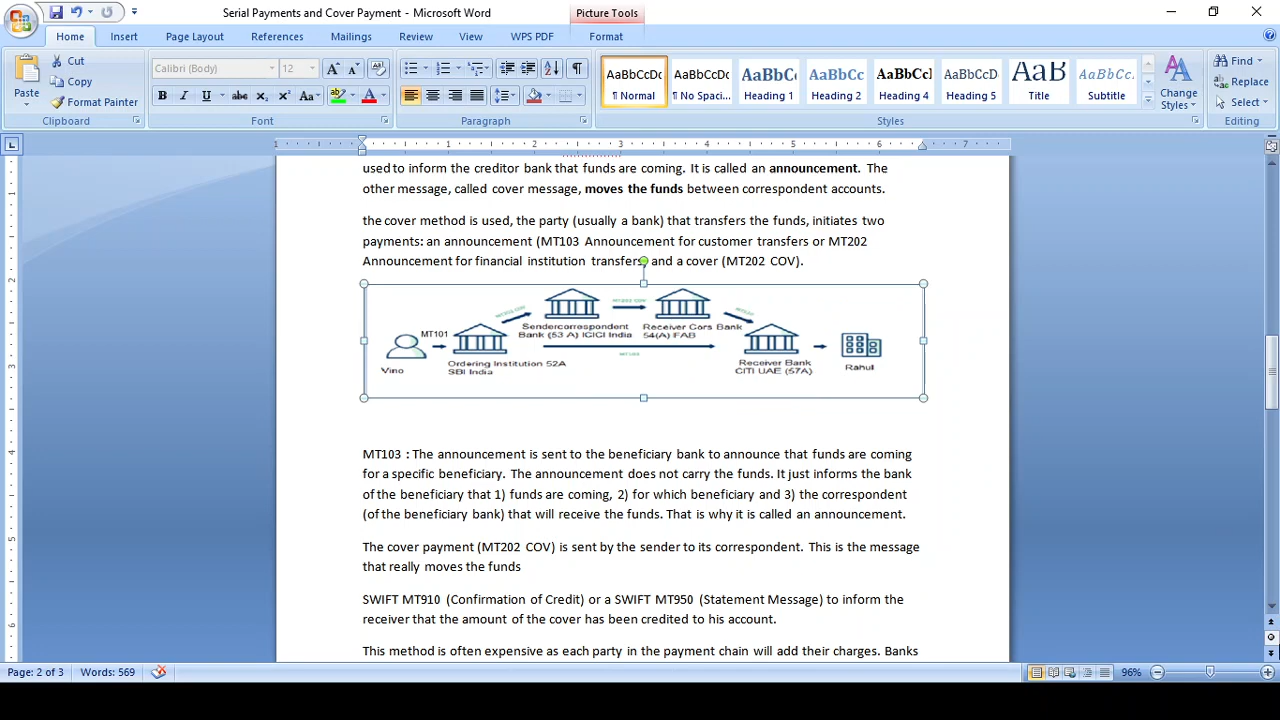 Serial Payments and Cover Payment - Microsoft Word
Picture Tools
Home Insert Page Layout References Mailings Review View WPS PDF Format
Paste
Cut
Copy
Format Painter
Clipboard
Calibri (Body) 12
Font
Paragraph
AaBbCcDc AaBbCcDc AaBbCc AaBbCc AaBbCcI AaBbCcD AaB AaBbCcD
¶ Normal ¶ No Spaci... Heading 1 Heading 2 Heading 4 Heading 5 Title Subtitle
Change Styles
Styles
Find
Replace
Select
Editing
1 1 2 3 4 5 6 7
used to inform the creditor bank that funds are coming. It is called an announcement. The
other message, called cover message, moves the funds between correspondent accounts.
the cover method is used, the party (usually a bank) that transfers the funds, initiates two
payments: an announcement (MT103 Announcement for customer transfers or MT202
Announcement for financial institution transfers, and a cover (MT202 COV).
MT101
Vino
Ordering Institution 52A
SBI India
Sendercorrespondent
Bank (53 A) ICICI India
Receiver Cors Bank
54(A) FAB
Receiver Bank
CITI UAE (57A)
Rahul
MT103 : The announcement is sent to the beneficiary bank to announce that funds are coming
for a specific beneficiary. The announcement does not carry the funds. It just informs the bank
of the beneficiary that 1) funds are coming, 2) for which beneficiary and 3) the correspondent
(of the beneficiary bank) that will receive the funds. That is why it is called an announcement.
The cover payment (MT202 COV) is sent by the sender to its correspondent. This is the message
that really moves the funds
SWIFT MT910 (Confirmation of Credit) or a SWIFT MT950 (Statement Message) to inform the
receiver that the amount of the cover has been credited to his account.
This method is often expensive as each party in the payment chain will add their charges. Banks
Page: 2 of 3 Words: 569 96%